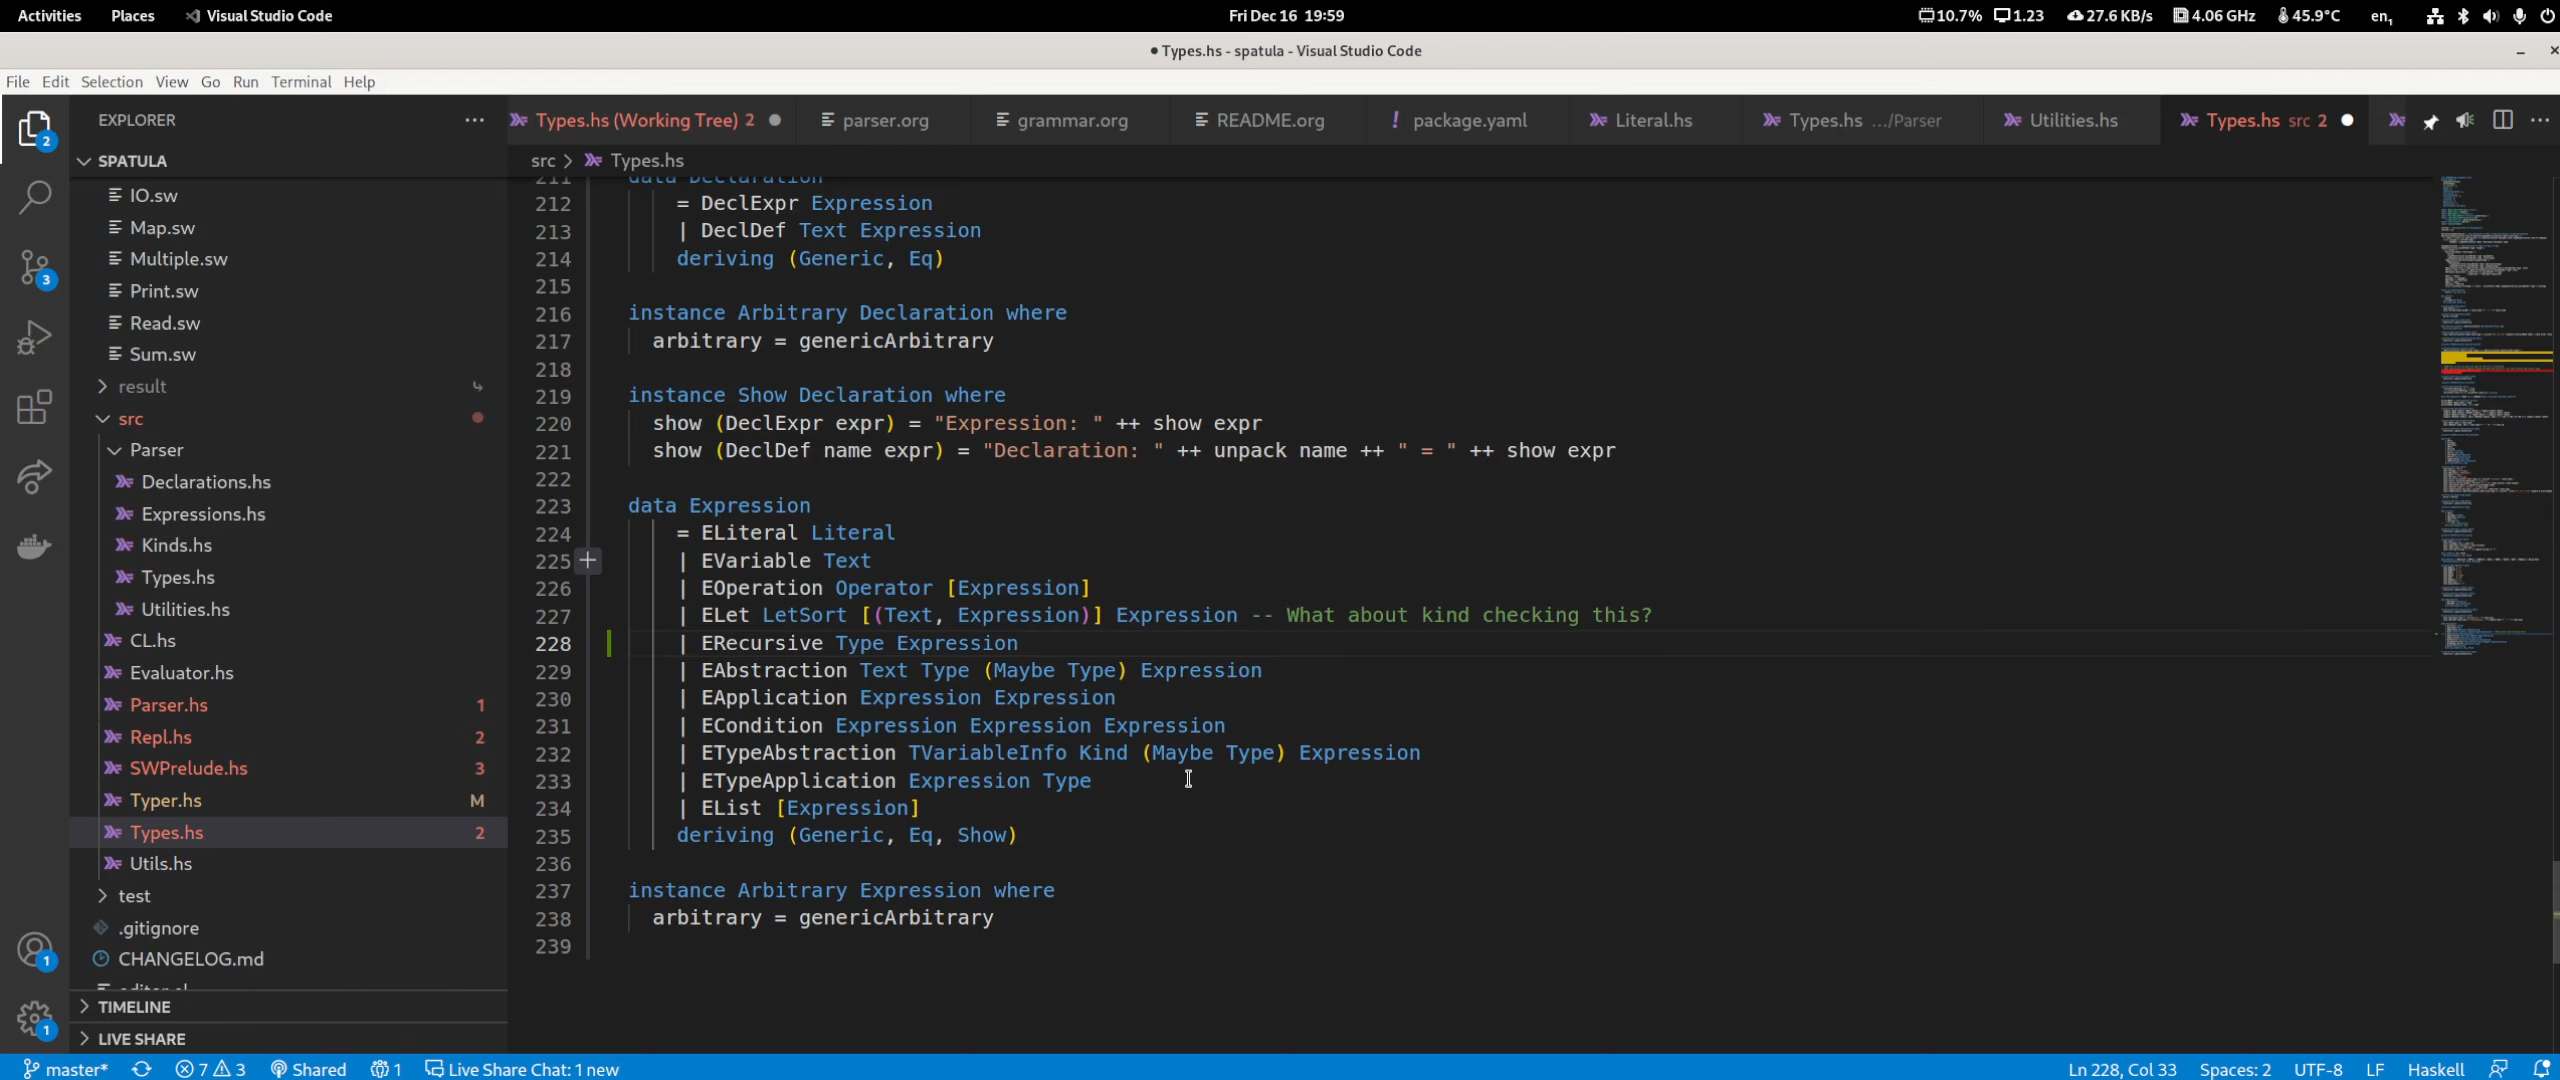 Activities Places Visual Studio Code Fri Dec 16 19:59 10.7% 1.23 27.6 KB/s 4.06 GHz 45.9°C en1
● Types.hs - spatula - Visual Studio Code
File Edit Selection View Go Run Terminal Help
EXPLORER
SPATULA
IO.sw
Map.sw
Multiple.sw
Print.sw
Read.sw
Sum.sw
result
src
Parser
Declarations.hs
Expressions.hs
Kinds.hs
Types.hs
Utilities.hs
CL.hs
Evaluator.hs
Parser.hs 1
Repl.hs 2
SWPrelude.hs 3
Typer.hs M
Types.hs 2
Utils.hs
test
.gitignore
CHANGELOG.md
TIMELINE
LIVE SHARE
2
3
1
1
Types.hs (Working Tree) 2 parser.org grammar.org README.org package.yaml Literal.hs Types.hs .../Parser Utilities.hs Types.hs src 2
src > Types.hs
211 data Declaration
212 = DeclExpr Expression
213 | DeclDef Text Expression
214 deriving (Generic, Eq)
215
216 instance Arbitrary Declaration where
217 arbitrary = genericArbitrary
218
219 instance Show Declaration where
220 show (DeclExpr expr) = "Expression: " ++ show expr
221 show (DeclDef name expr) = "Declaration: " ++ unpack name ++ " = " ++ show expr
222
223 data Expression
224 = ELiteral Literal
225 | EVariable Text
226 | EOperation Operator [Expression]
227 | ELet LetSort [(Text, Expression)] Expression -- What about kind checking this?
228 | ERecursive Type Expression
229 | EAbstraction Text Type (Maybe Type) Expression
230 | EApplication Expression Expression
231 | ECondition Expression Expression Expression
232 | ETypeAbstraction TVariableInfo Kind (Maybe Type) Expression
233 | ETypeApplication Expression Type
234 | EList [Expression]
235 deriving (Generic, Eq, Show)
236
237 instance Arbitrary Expression where
238 arbitrary = genericArbitrary
239
master* 7 3 Shared 1 Live Share Chat: 1 new Ln 228, Col 33 Spaces: 2 UTF-8 LF Haskell